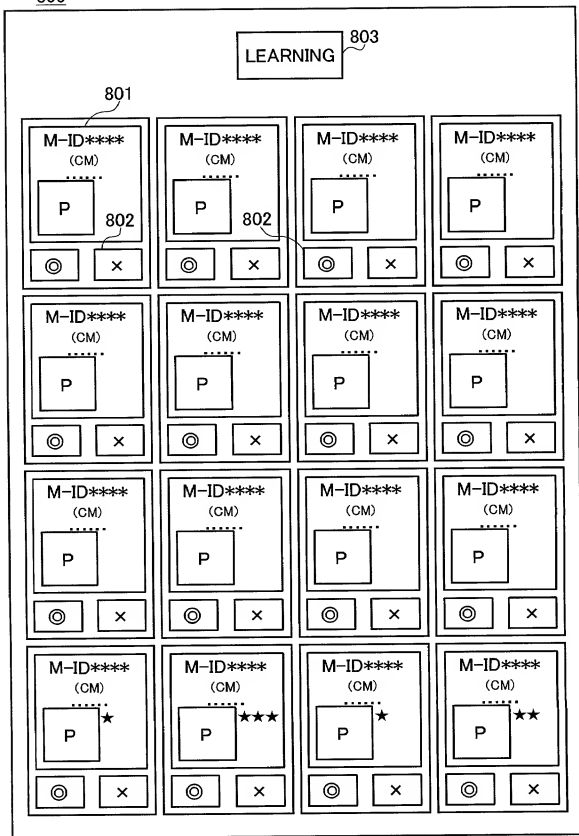 803
LEARNING
801
M-ID**** M-ID**** M-ID**** M-ID****
(CM) (CM) (CM) (CM)
...... ...... ...... ......
P P P P
802 802
◎ × ◎ × ◎ × ◎ ×
M-ID**** M-ID**** M-ID**** M-ID****
(CM) (CM) (CM) (CM)
...... ...... ...... ......
P P P P
◎ × ◎ × ◎ × ◎ ×
M-ID**** M-ID**** M-ID**** M-ID****
(CM) (CM) (CM) (CM)
...... ...... ...... ......
P P P P
◎ × ◎ × ◎ × ◎ ×
M-ID**** M-ID**** M-ID**** M-ID****
(CM) (CM) (CM) (CM)
...... ...... ...... ......
★ ★★★ ★ ★★
P P P P
◎ × ◎ × ◎ × ◎ ×